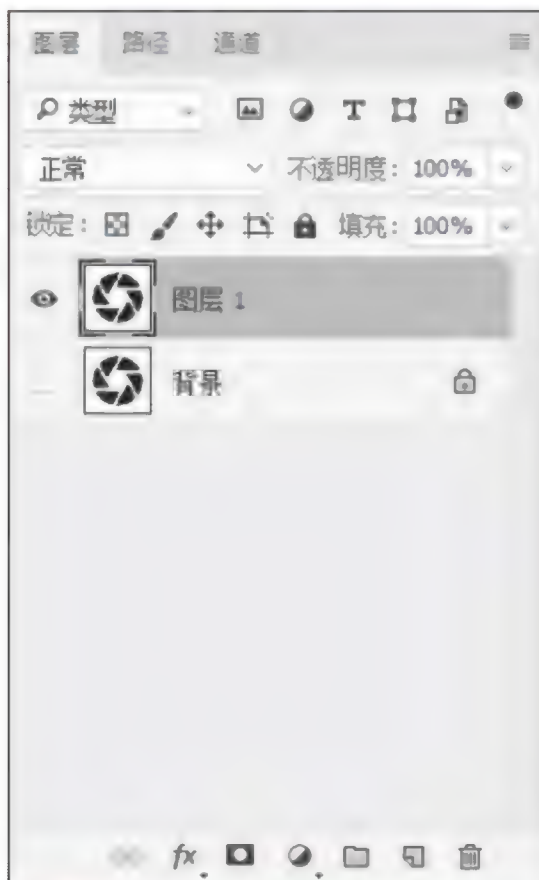 图层 路径 通道
类型
正常 不透明度: 100%
锁定: 填充: 100%
图层 1
背景
fx